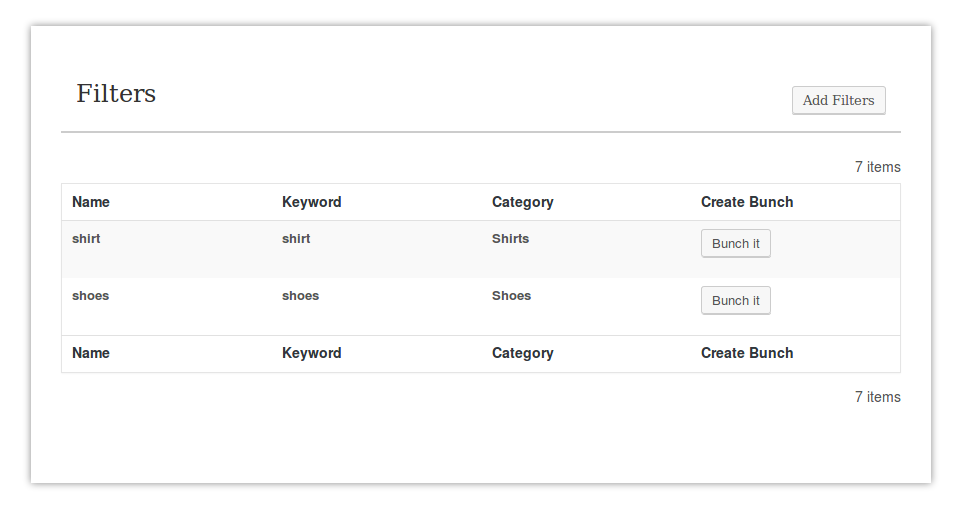 Filters
Add Filters
7 items
Name Keyword Category Create Bunch
shirt shirt Shirts Bunch it
shoes shoes Shoes Bunch it
Name Keyword Category Create Bunch
7 items